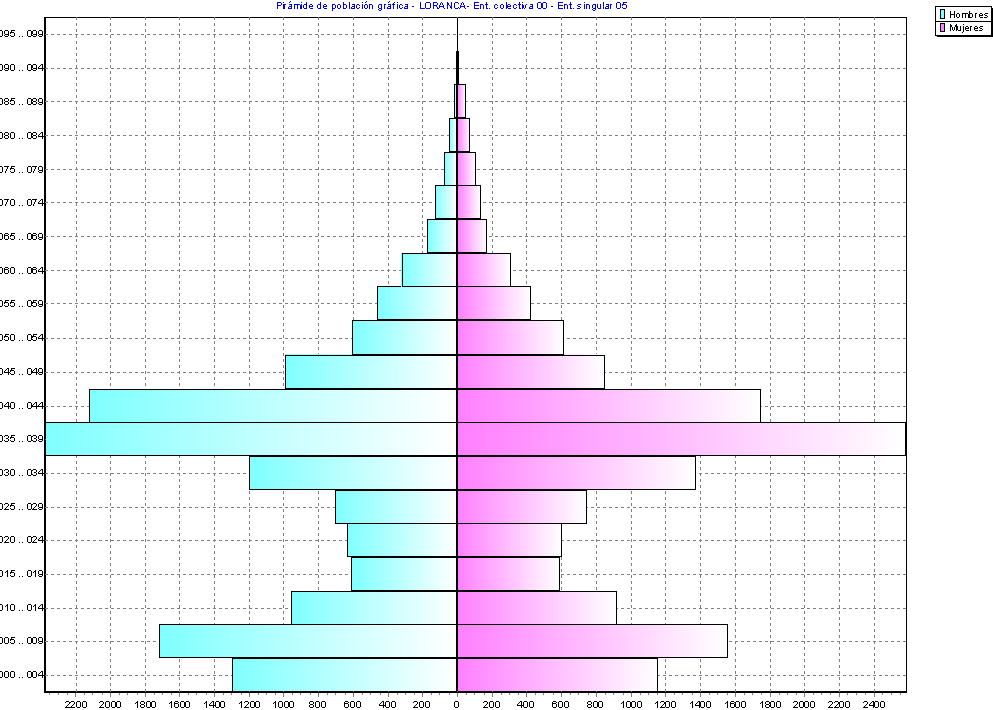 Pirámide de población gráfica - LORANCA- Ent. colectiva 00 - Ent. singular 05
Hombres
Mujeres
095 .. 099
090 .. 094
085 .. 089
080 .. 084
075 .. 079
070 .. 074
065 .. 069
060 .. 064
055 .. 059
050 .. 054
045 .. 049
040 .. 044
035 .. 039
030 .. 034
025 .. 029
020 .. 024
015 .. 019
010 .. 014
005 .. 009
000 .. 004
2200 2000 1800 1600 1400 1200 1000 800 600 400 200 0 200 400 600 800 1000 1200 1400 1600 1800 2000 2200 2400